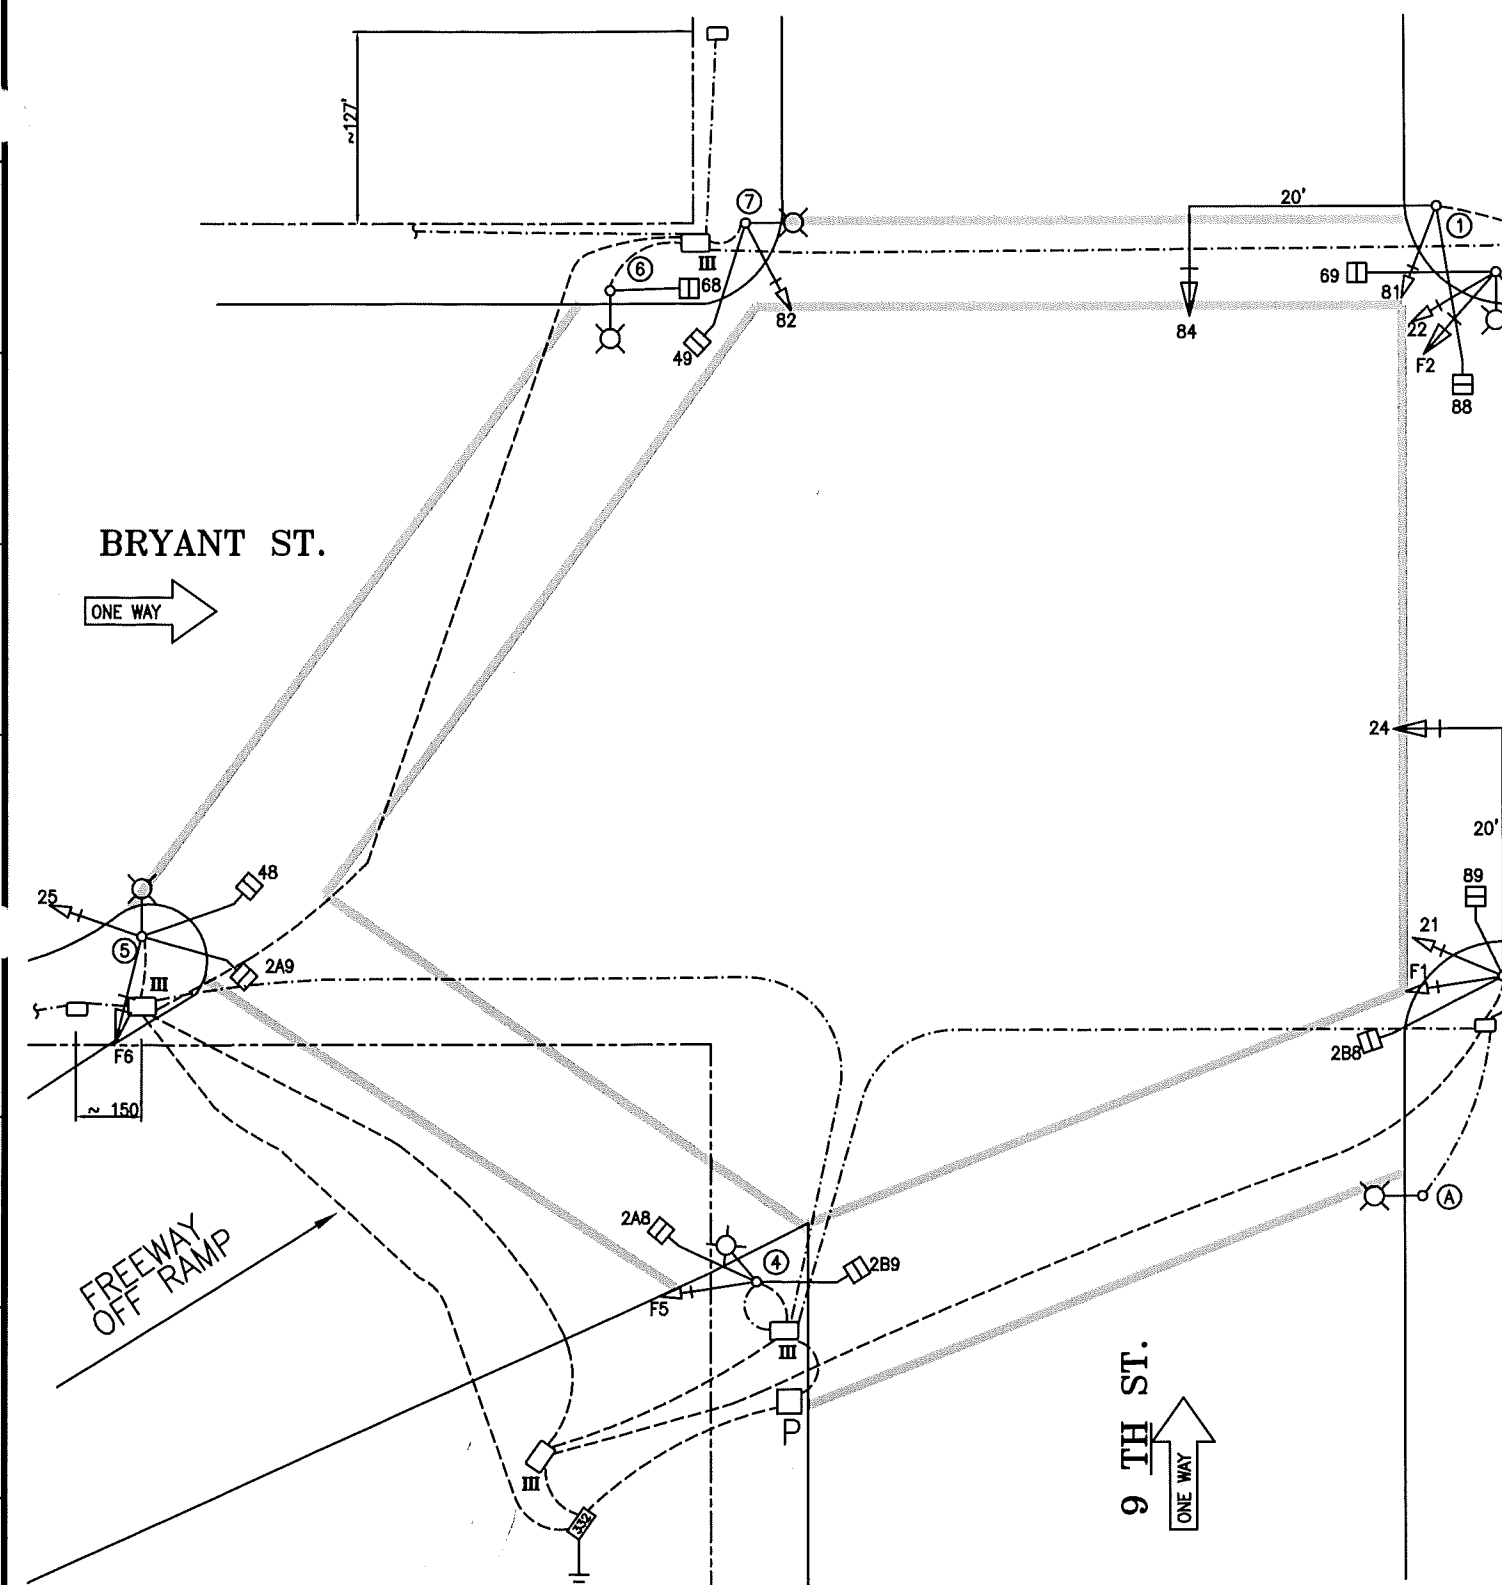 ~127'
7
20'
1
6
III
68
69
81
82
84
22
49
F2
88
BRYANT ST.
ONE WAY
24
20'
48
89
25
5
21
2A9
III
F1
F6
2B8
~ 150
A
2A8
4
2B9
FREEWAY
OFF RAMP
F5
III
9 TH ST.
ONE WAY
P
III
332